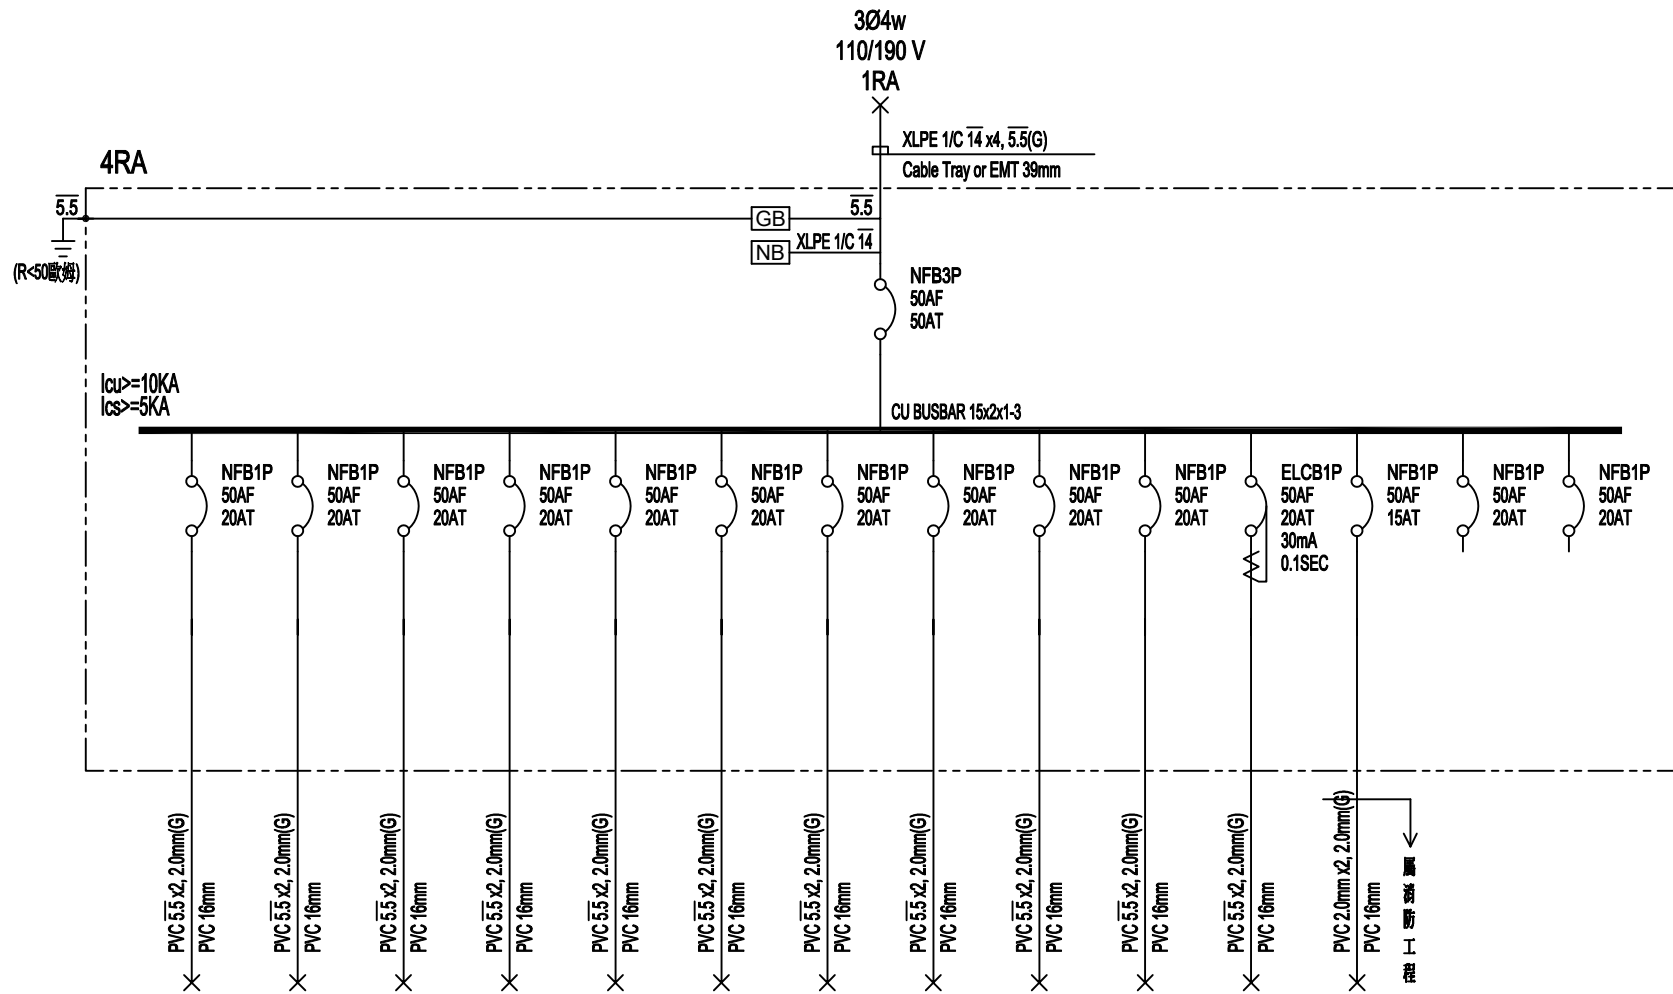 3Ø4w
110/190 V
1RA
XLPE 1/C 14 x4, 5.5(G)
Cable Tray or EMT 39mm
4RA
5.5
GB
5.5
NB
XLPE 1/C 14
(R<50歐姆)
NFB3P
50AF
50AT
Icu>=10KA
Ics>=5KA
CU BUSBAR 15x2x1-3
NFB1P
50AF
20AT
NFB1P
50AF
20AT
NFB1P
50AF
20AT
NFB1P
50AF
20AT
NFB1P
50AF
20AT
NFB1P
50AF
20AT
NFB1P
50AF
20AT
NFB1P
50AF
20AT
NFB1P
50AF
20AT
NFB1P
50AF
20AT
ELCB1P
50AF
20AT
30mA
0.1SEC
NFB1P
50AF
15AT
NFB1P
50AF
20AT
NFB1P
50AF
20AT
PVC 5.5 x2, 2.0mm(G)
PVC 16mm
PVC 5.5 x2, 2.0mm(G)
PVC 16mm
PVC 5.5 x2, 2.0mm(G)
PVC 16mm
PVC 5.5 x2, 2.0mm(G)
PVC 16mm
PVC 5.5 x2, 2.0mm(G)
PVC 16mm
PVC 5.5 x2, 2.0mm(G)
PVC 16mm
PVC 5.5 x2, 2.0mm(G)
PVC 16mm
PVC 5.5 x2, 2.0mm(G)
PVC 16mm
PVC 5.5 x2, 2.0mm(G)
PVC 16mm
PVC 5.5 x2, 2.0mm(G)
PVC 16mm
PVC 5.5 x2, 2.0mm(G)
PVC 16mm
PVC 2.0mm x2, 2.0mm(G)
PVC 16mm
屬消防工程